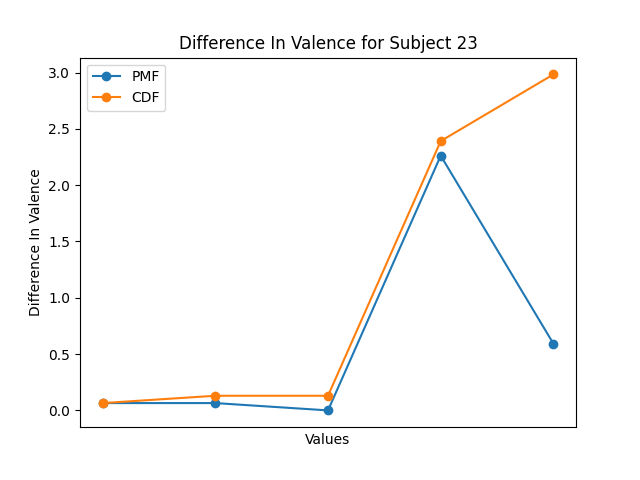 Difference In Valence for Subject 23
PMF
CDF
3.0
2.5
2.0
1.5
1.0
0.5
0.0
Difference In Valence
Values